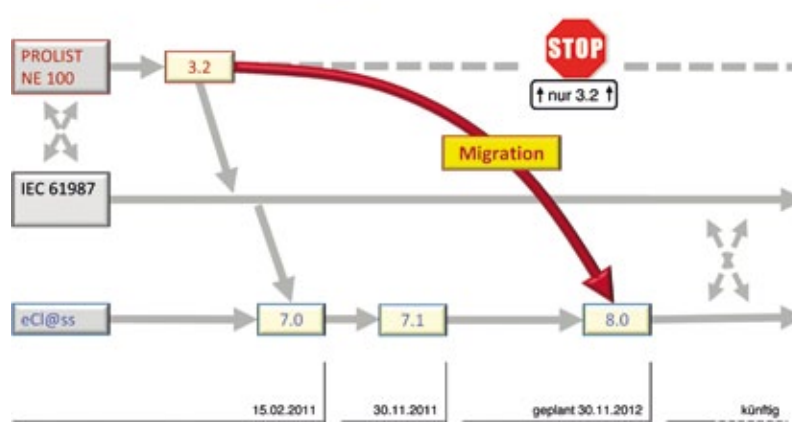 PROLIST
NE 100
3.2
STOP
↑ nur 3.2 ↑
Migration
IEC 61987
eCl@ss
7.0
7.1
8.0
15.02.2011
30.11.2011
geplant 30.11.2012
künftig